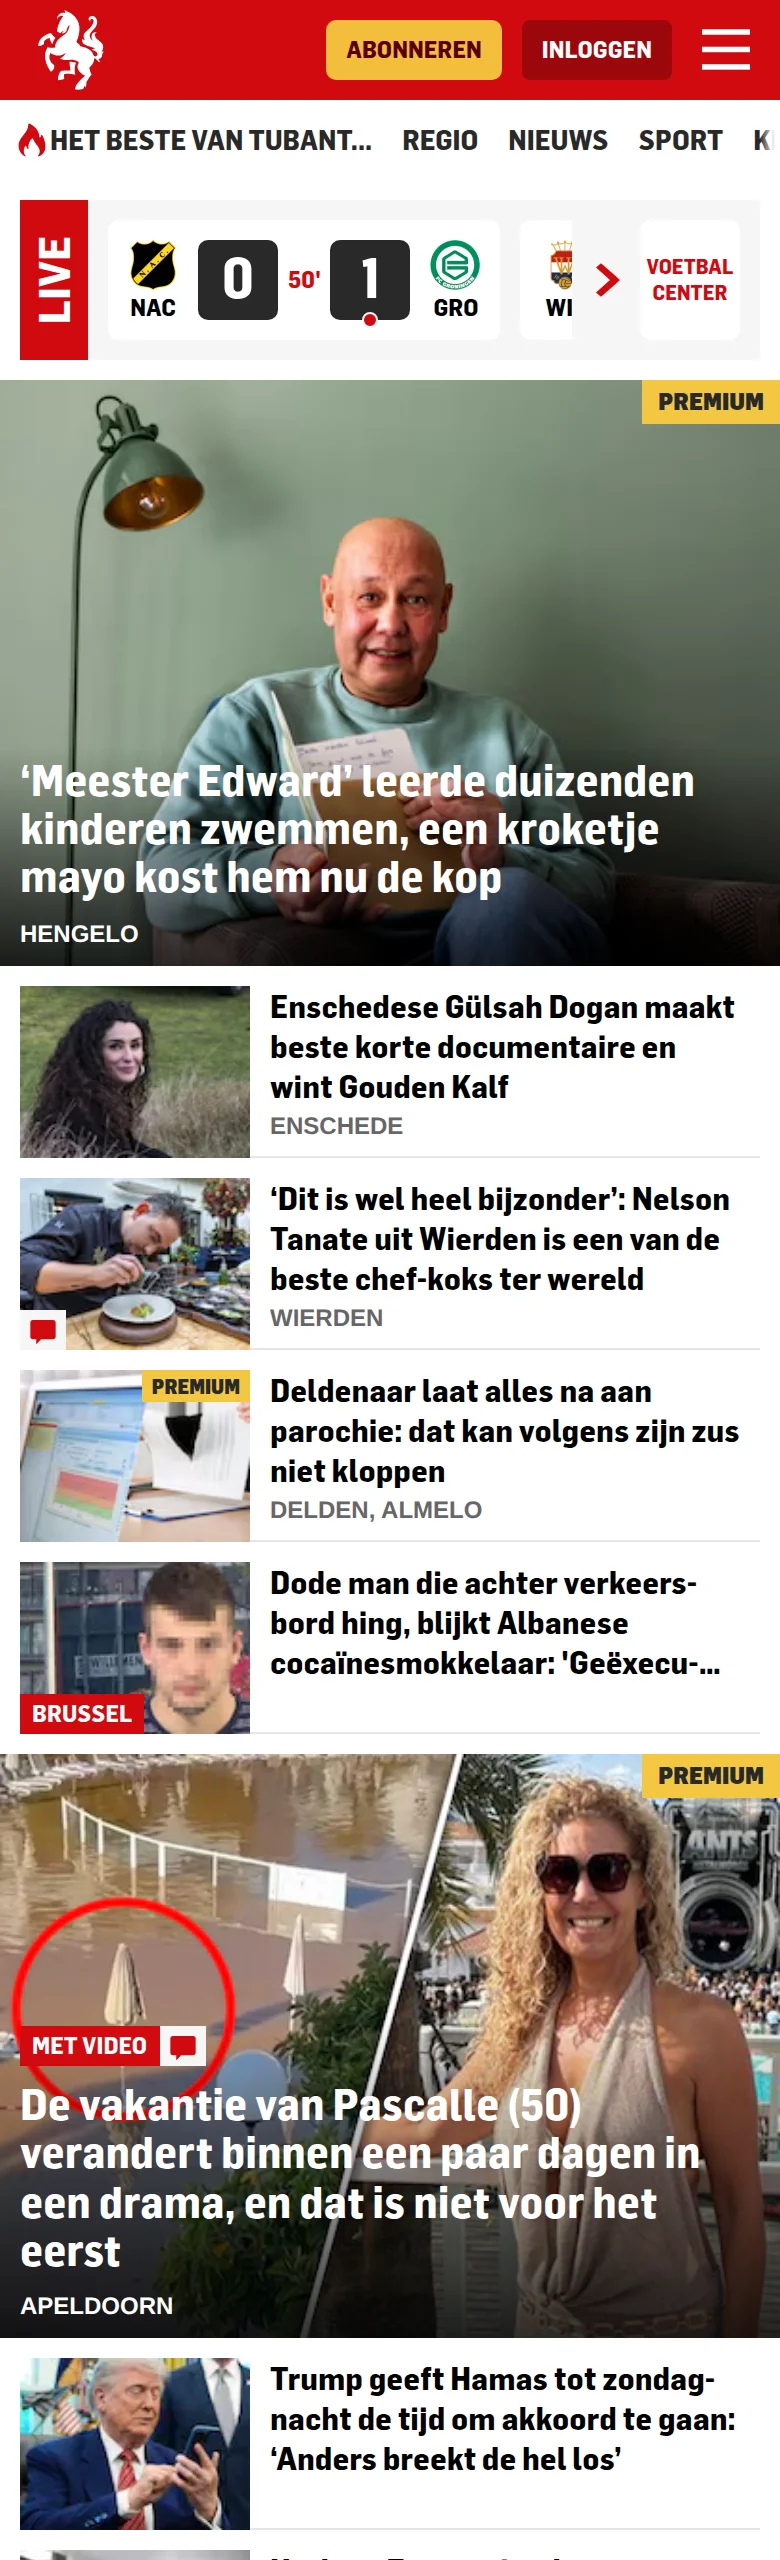 ABONNEREN
INLOGGEN
HET BESTE VAN TUBANT... REGIO NIEUWS SPORT
LIVE
NAC 0 50' 1 GRO
VOETBAL
CENTER
PREMIUM
‘Meester Edward’ leerde duizenden
kinderen zwemmen, een kroketje
mayo kost hem nu de kop
HENGELO
Enschedese Gülsah Dogan maakt
beste korte documentaire en
wint Gouden Kalf
ENSCHEDE
‘Dit is wel heel bijzonder’: Nelson
Tanate uit Wierden is een van de
beste chef-koks ter wereld
WIERDEN
PREMIUM
Deldenaar laat alles na aan
parochie: dat kan volgens zijn zus
niet kloppen
DELDEN, ALMELO
BRUSSEL
Dode man die achter verkeers-
bord hing, blijkt Albanese
cocaïnesmokkelaar: 'Geëxecu-...
PREMIUM
ANTS
MET VIDEO
De vakantie van Pascalle (50)
verandert binnen een paar dagen in
een drama, en dat is niet voor het
eerst
APELDOORN
Trump geeft Hamas tot zondag-
nacht de tijd om akkoord te gaan:
‘Anders breekt de hel los’